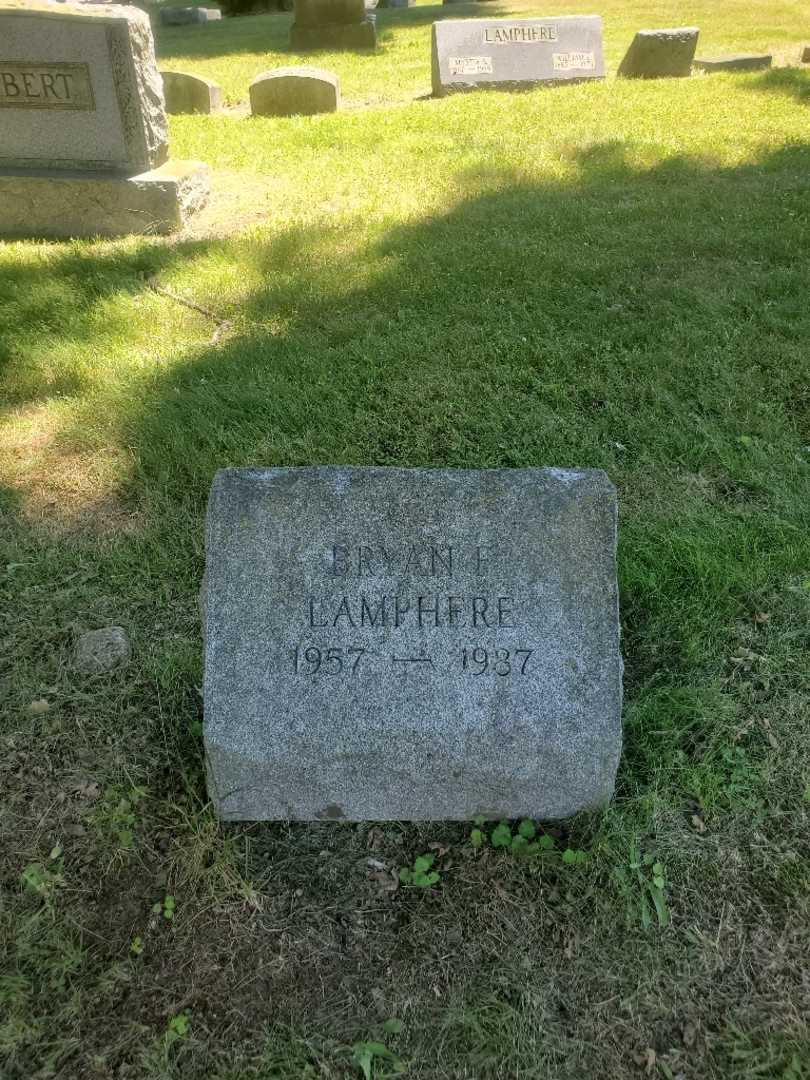 BERT
LAMPHERE
BRYAN F.
LAMPHERE
1957 — 1987